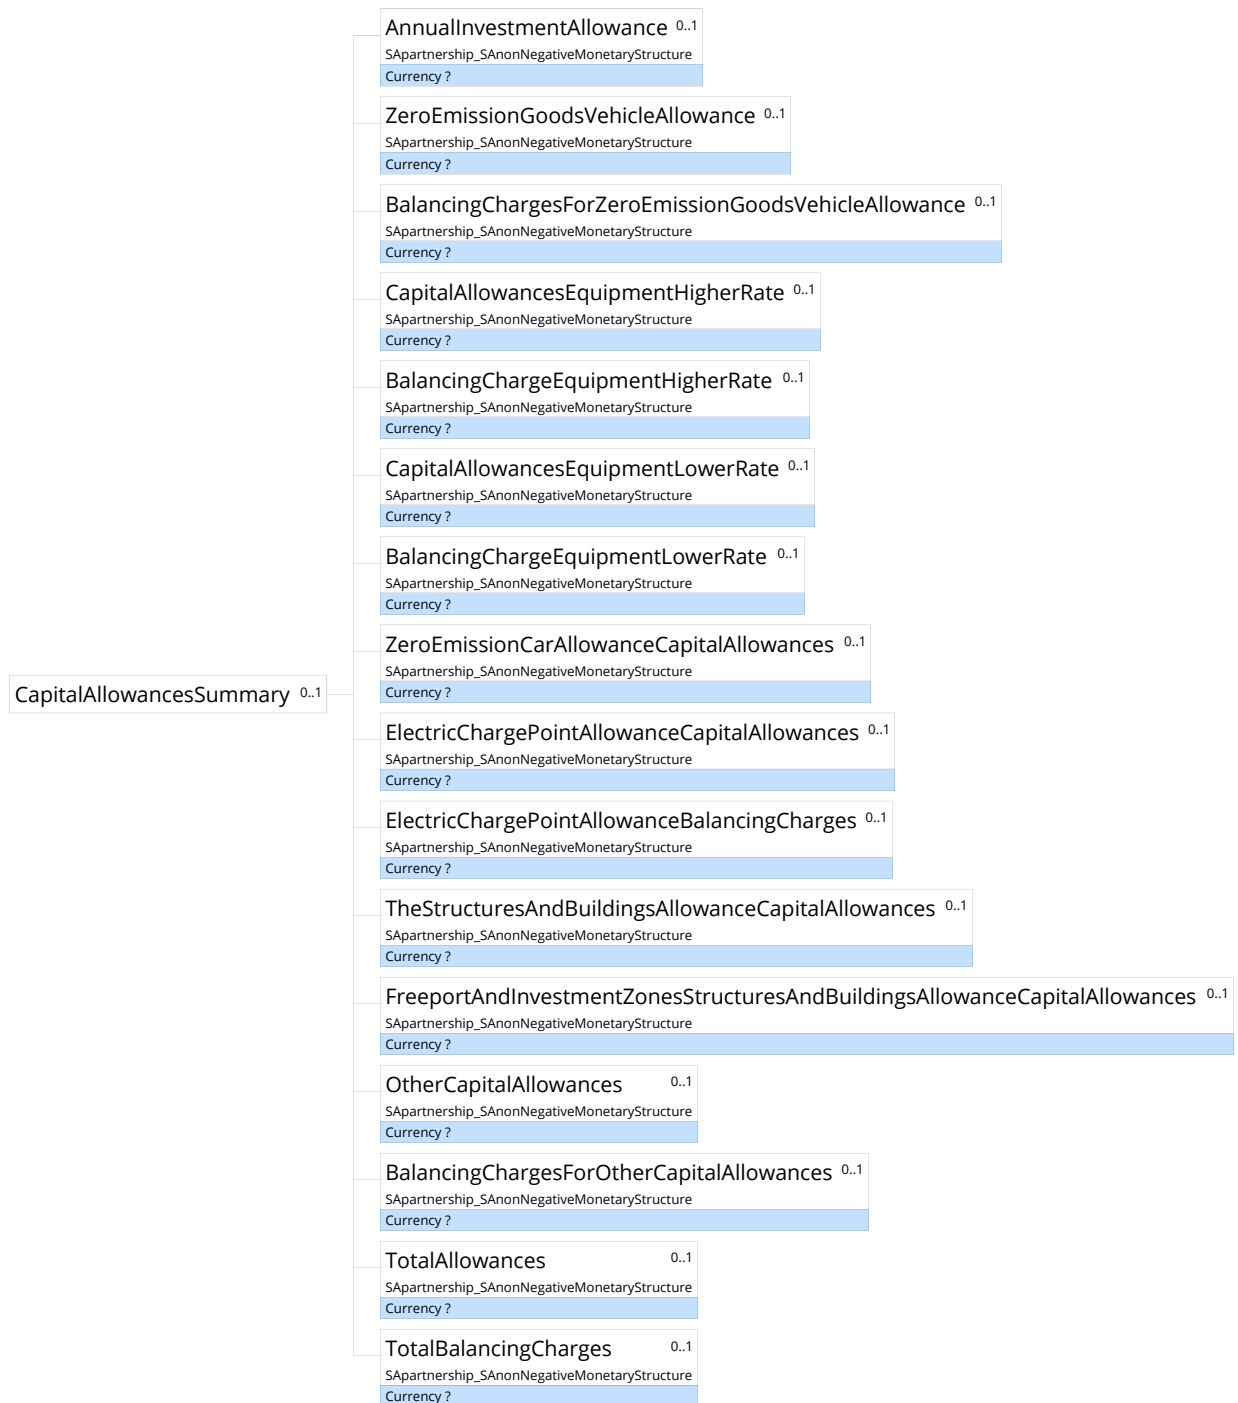 AnnualInvestmentAllowance 0..1
SApartnership_SAnonNegativeMonetaryStructure
Currency ?
ZeroEmissionGoodsVehicleAllowance 0..1
SApartnership_SAnonNegativeMonetaryStructure
Currency ?
BalancingChargesForZeroEmissionGoodsVehicleAllowance 0..1
SApartnership_SAnonNegativeMonetaryStructure
Currency ?
CapitalAllowancesEquipmentHigherRate 0..1
SApartnership_SAnonNegativeMonetaryStructure
Currency ?
BalancingChargeEquipmentHigherRate 0..1
SApartnership_SAnonNegativeMonetaryStructure
Currency ?
CapitalAllowancesEquipmentLowerRate 0..1
SApartnership_SAnonNegativeMonetaryStructure
Currency ?
BalancingChargeEquipmentLowerRate 0..1
SApartnership_SAnonNegativeMonetaryStructure
Currency ?
ZeroEmissionCarAllowanceCapitalAllowances 0..1
SApartnership_SAnonNegativeMonetaryStructure
Currency ?
CapitalAllowancesSummary 0..1
ElectricChargePointAllowanceCapitalAllowances 0..1
SApartnership_SAnonNegativeMonetaryStructure
Currency ?
ElectricChargePointAllowanceBalancingCharges 0..1
SApartnership_SAnonNegativeMonetaryStructure
Currency ?
TheStructuresAndBuildingsAllowanceCapitalAllowances 0..1
SApartnership_SAnonNegativeMonetaryStructure
Currency ?
FreeportAndInvestmentZonesStructuresAndBuildingsAllowanceCapitalAllowances 0..1
SApartnership_SAnonNegativeMonetaryStructure
Currency ?
OtherCapitalAllowances 0..1
SApartnership_SAnonNegativeMonetaryStructure
Currency ?
BalancingChargesForOtherCapitalAllowances 0..1
SApartnership_SAnonNegativeMonetaryStructure
Currency ?
TotalAllowances 0..1
SApartnership_SAnonNegativeMonetaryStructure
Currency ?
TotalBalancingCharges 0..1
SApartnership_SAnonNegativeMonetaryStructure
Currency ?